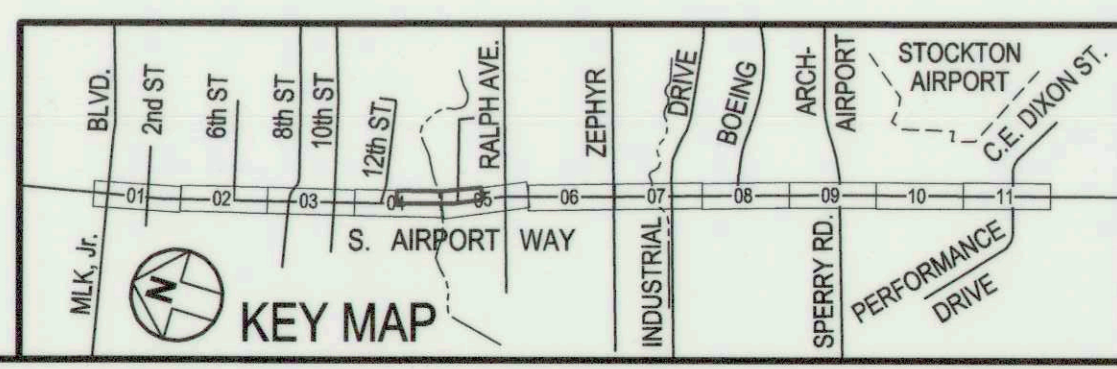 BLVD.
2nd ST
6th ST
8th ST
10th ST
12th ST
RALPH AVE.
ZEPHYR
DRIVE
BOEING
ARCH-
AIRPORT
STOCKTON
AIRPORT
C.E. DIXON ST.
01
02
03
04
05
06
07
08
09
10
11
S. AIRPORT WAY
MLK, Jr.
N
KEY MAP
INDUSTRIAL
SPERRY RD.
PERFORMANCE
DRIVE